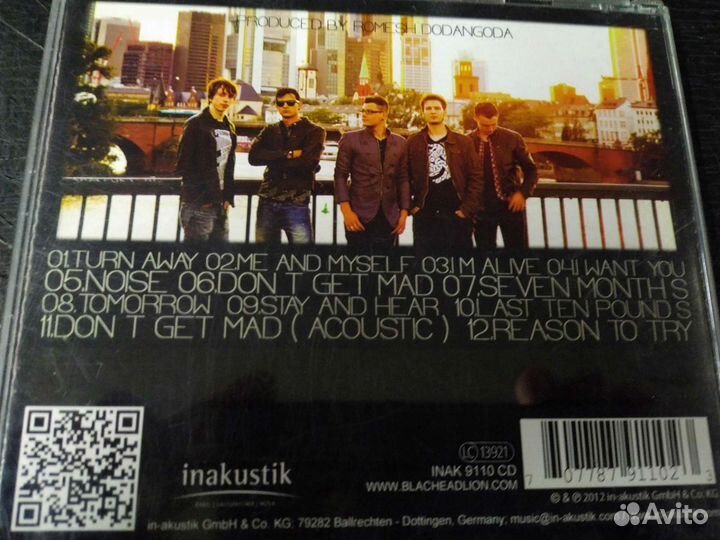 PRODUCED BY ROMESH DODANGODA
01.TURN AWAY 02.ME AND MYSELF 03.I M ALIVE 04.I WANT YOU
05.NOISE 06.DON T GET MAD 07.SEVEN MONTHS
08.TOMORROW 09.STAY AND HEAR 10.LAST TEN POUNDS
11.DON T GET MAD ( ACOUSTIC ) 12.REASON TO TRY
inakustik
LC 13921
INAK 9110 CD
WWW.BLACHEADLION.COM
7 07787 91102 3
℗ & © 2012 in-akustik GmbH & Co. KG
in-akustik GmbH & Co. KG, 79282 Ballrechten - Dottingen, Germany, music@in-akustik.com
Avito